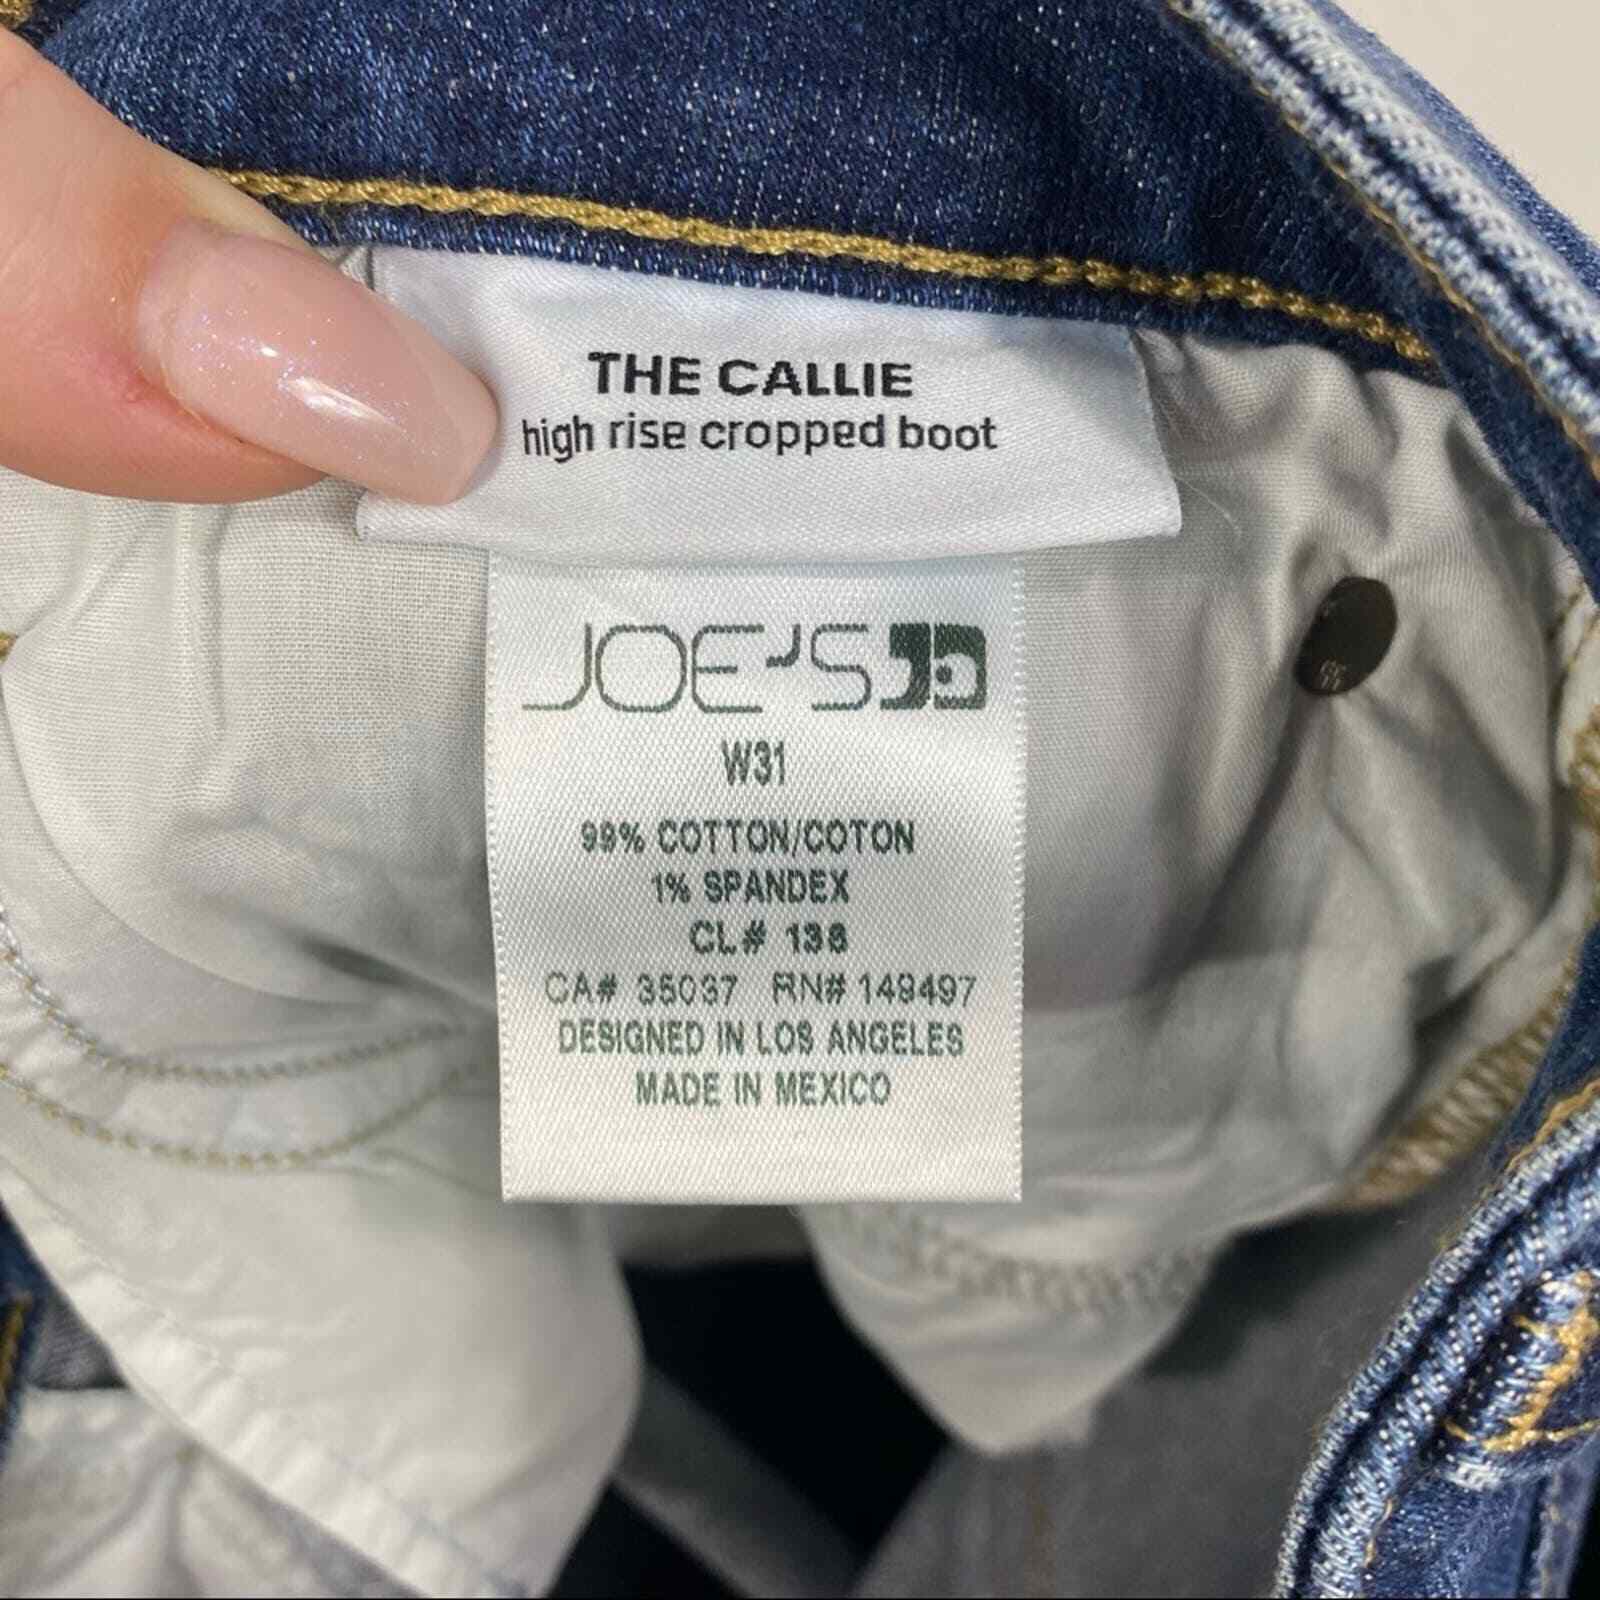 THE CALLIE
high rise cropped boot
JOE'S
W31
99% COTTON/COTON
1% SPANDEX
CL# 136
CA# 35037 RN# 149497
DESIGNED IN LOS ANGELES
MADE IN MEXICO